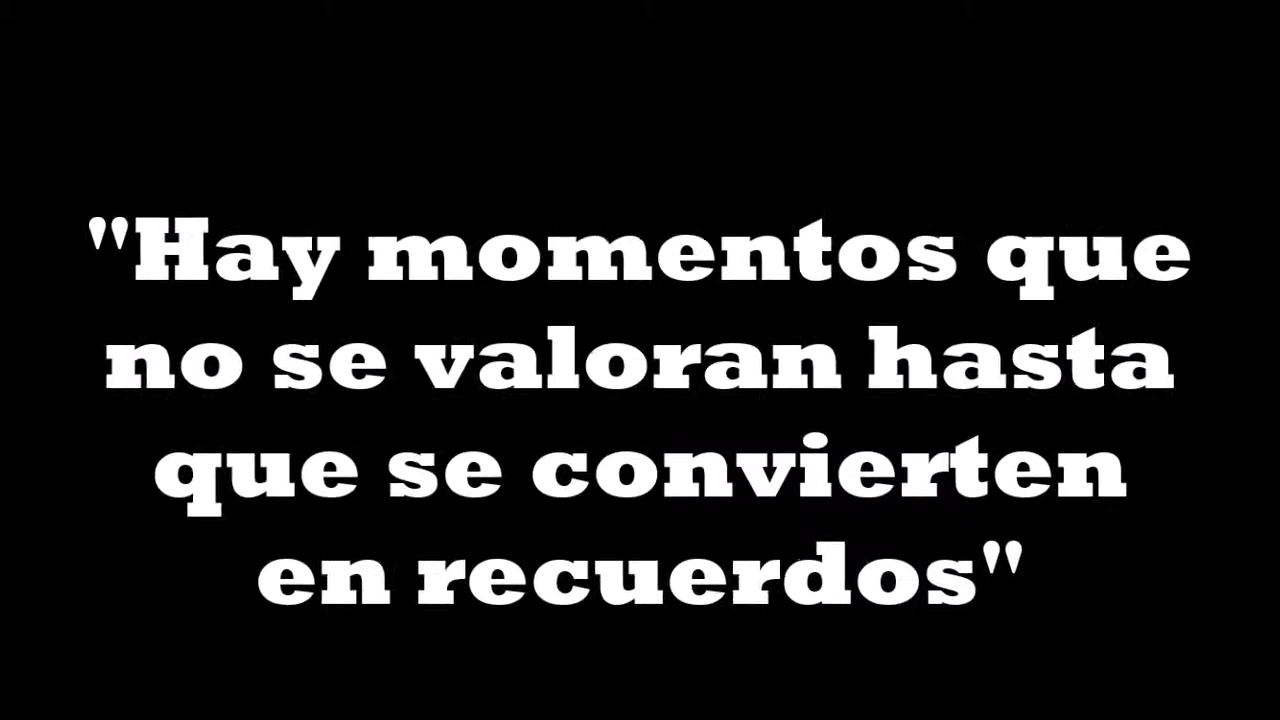 "Hay momentos que
no se valoran hasta
que se convierten
en recuerdos"